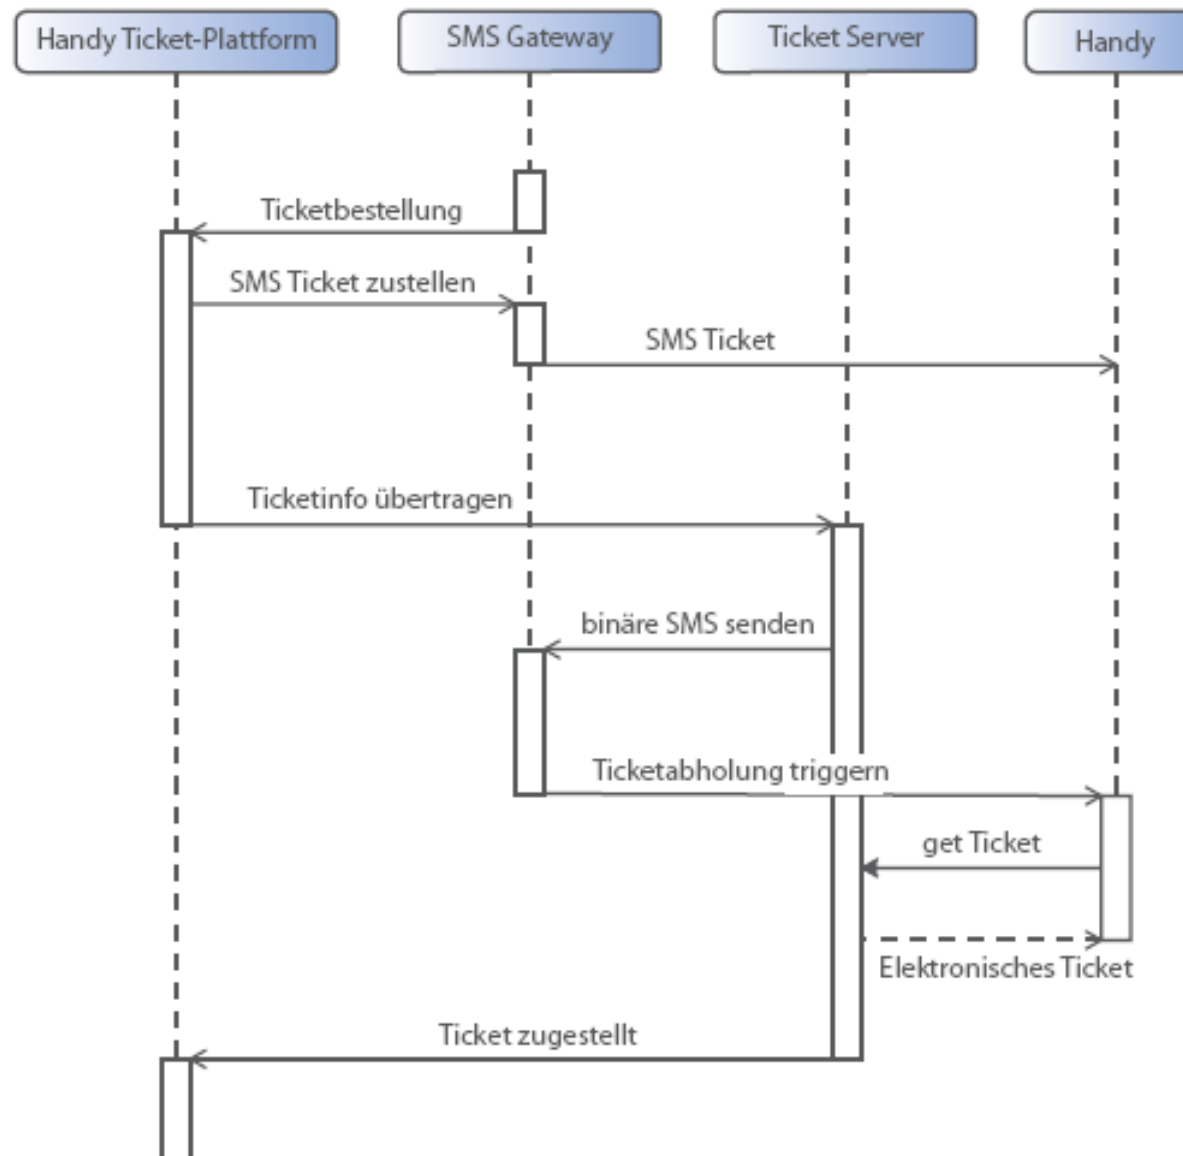 Handy Ticket-Plattform
SMS Gateway
Ticket Server
Handy
Ticketbestellung
SMS Ticket zustellen
SMS Ticket
Ticketinfo übertragen
binäre SMS senden
Ticketabholung triggern
get Ticket
Elektronisches Ticket
Ticket zugestellt